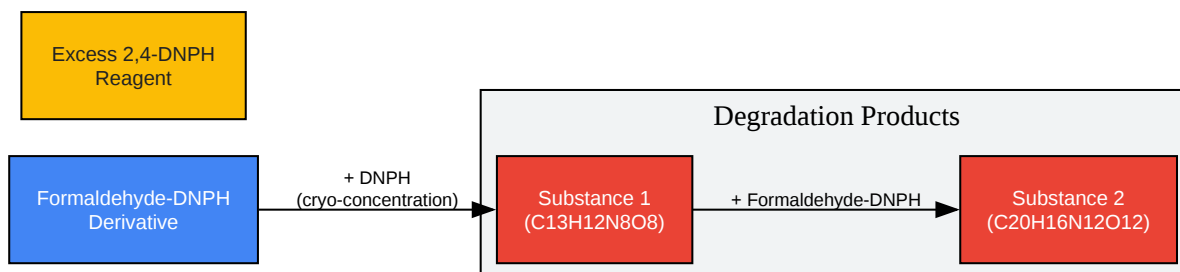 Excess 2,4-DNPH
Reagent
Degradation Products
Formaldehyde-DNPH
Derivative
+ DNPH
(cryo-concentration)
Substance 1
(C13H12N8O8)
+ Formaldehyde-DNPH
Substance 2
(C20H16N12O12)